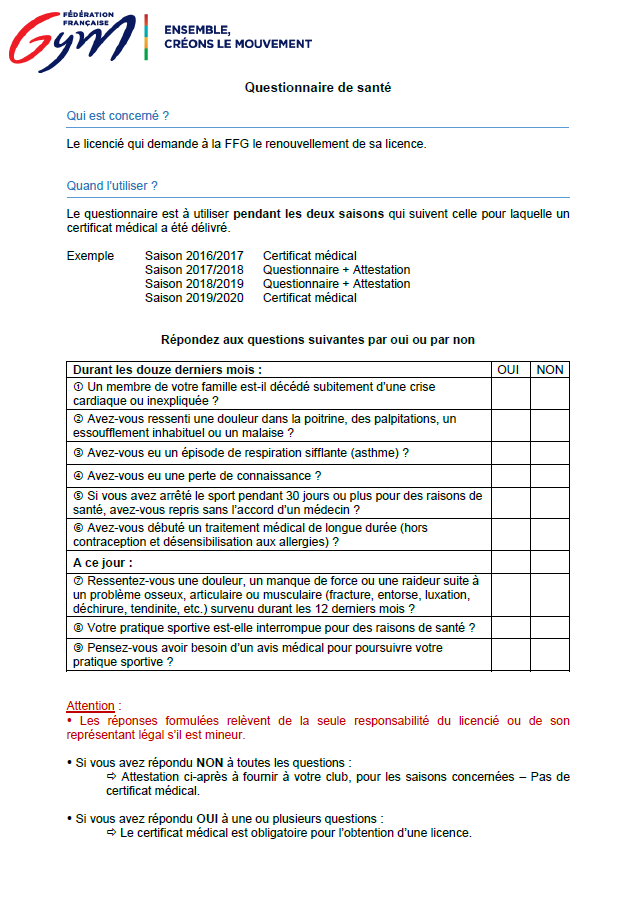 FÉDÉRATION
FRANÇAISE
Gym
ENSEMBLE,
CRÉONS LE MOUVEMENT
Questionnaire de santé
Qui est concerné ?
Le licencié qui demande à la FFG le renouvellement de sa licence.
Quand l'utiliser ?
Le questionnaire est à utiliser pendant les deux saisons qui suivent celle pour laquelle un
certificat médical a été délivré.
Exemple Saison 2016/2017 Certificat médical
Saison 2017/2018 Questionnaire + Attestation
Saison 2018/2019 Questionnaire + Attestation
Saison 2019/2020 Certificat médical
Répondez aux questions suivantes par oui ou par non
Durant les douze derniers mois : OUI NON
① Un membre de votre famille est-il décédé subitement d'une crise
cardiaque ou inexpliquée ?
② Avez-vous ressenti une douleur dans la poitrine, des palpitations, un
essoufflement inhabituel ou un malaise ?
③ Avez-vous eu un épisode de respiration sifflante (asthme) ?
④ Avez-vous eu une perte de connaissance ?
⑤ Si vous avez arrêté le sport pendant 30 jours ou plus pour des raisons de
santé, avez-vous repris sans l'accord d'un médecin ?
⑥ Avez-vous débuté un traitement médical de longue durée (hors
contraception et désensibilisation aux allergies) ?
A ce jour :
⑦ Ressentez-vous une douleur, un manque de force ou une raideur suite à
un problème osseux, articulaire ou musculaire (fracture, entorse, luxation,
déchirure, tendinite, etc.) survenu durant les 12 derniers mois ?
⑧ Votre pratique sportive est-elle interrompue pour des raisons de santé ?
⑨ Pensez-vous avoir besoin d'un avis médical pour poursuivre votre
pratique sportive ?
Attention :
• Les réponses formulées relèvent de la seule responsabilité du licencié ou de son
représentant légal s'il est mineur.
• Si vous avez répondu NON à toutes les questions :
⇨ Attestation ci-après à fournir à votre club, pour les saisons concernées – Pas de
certificat médical.
• Si vous avez répondu OUI à une ou plusieurs questions :
⇨ Le certificat médical est obligatoire pour l'obtention d'une licence.